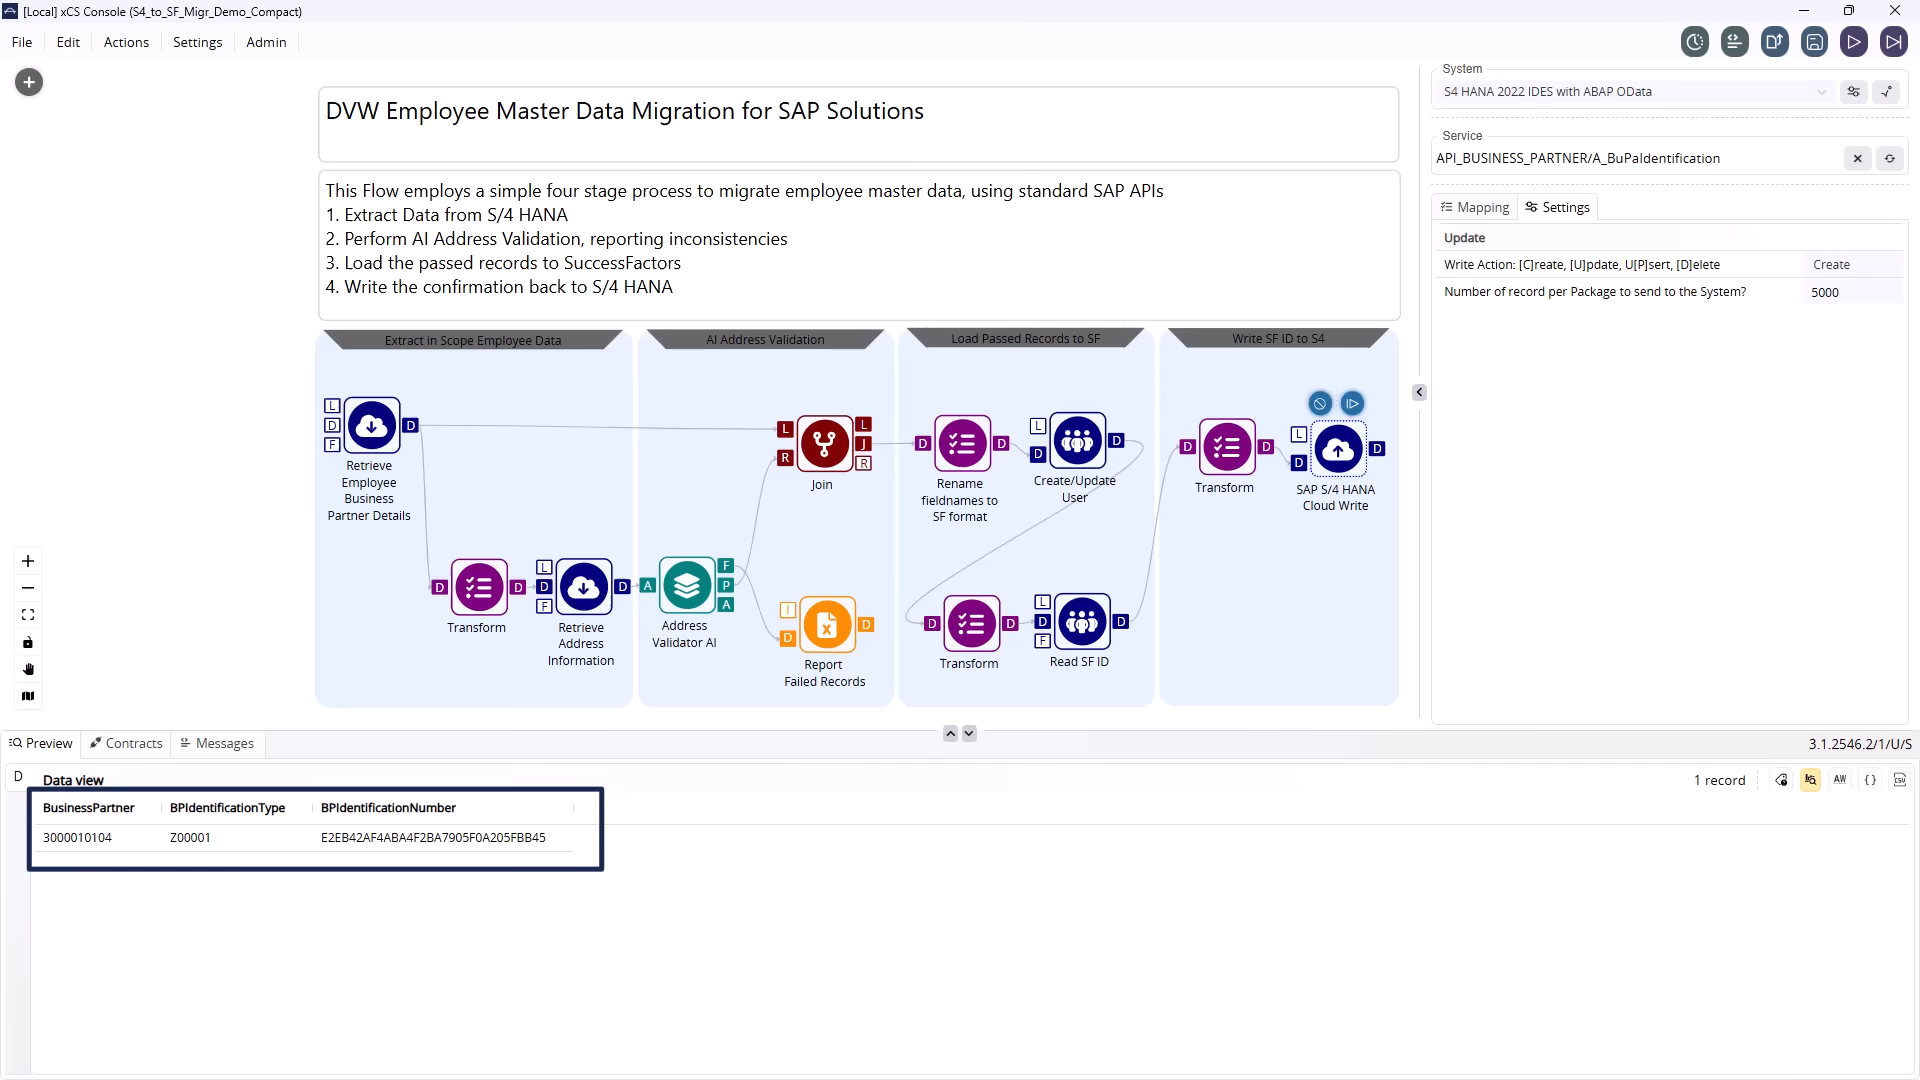 [Local] xCS Console (S4_to_SF_Migr_Demo_Compact)
File Edit Actions Settings Admin
DVW Employee Master Data Migration for SAP Solutions
This Flow employs a simple four stage process to migrate employee master data, using standard SAP APIs
1. Extract Data from S/4 HANA
2. Perform AI Address Validation, reporting inconsistencies
3. Load the passed records to SuccessFactors
4. Write the confirmation back to S/4 HANA
Extract in Scope Employee Data
L
D
F
D
Retrieve
Employee
Business
Partner Details
D
D
Transform
L
D
F
D
Retrieve
Address
Information
AI Address Validation
L
R
L
J
R
Join
A
F
P
A
Address
Validator AI
I
D
D
Report
Failed Records
Load Passed Records to SF
D
D
Rename
fieldnames to
SF format
L
D
D
Create/Update
User
D
D
Transform
L
D
F
D
Read SF ID
Write SF ID to S4
D
D
Transform
L
D
D
SAP S/4 HANA
Cloud Write
System
S4 HANA 2022 IDES with ABAP OData
Service
API_BUSINESS_PARTNER/A_BuPaIdentification
Mapping Settings
Update
Write Action: [C]reate, [U]pdate, U[P]sert, [D]elete Create
Number of record per Package to send to the System? 5000
Preview Contracts Messages
3.1.2546.2/1/U/S
D
Data view
1 record
AW
{ }
CSV
BusinessPartner BPIdentificationType BPIdentificationNumber
3000010104 Z00001 E2EB42AF4ABA4F2BA7905F0A205FBB45